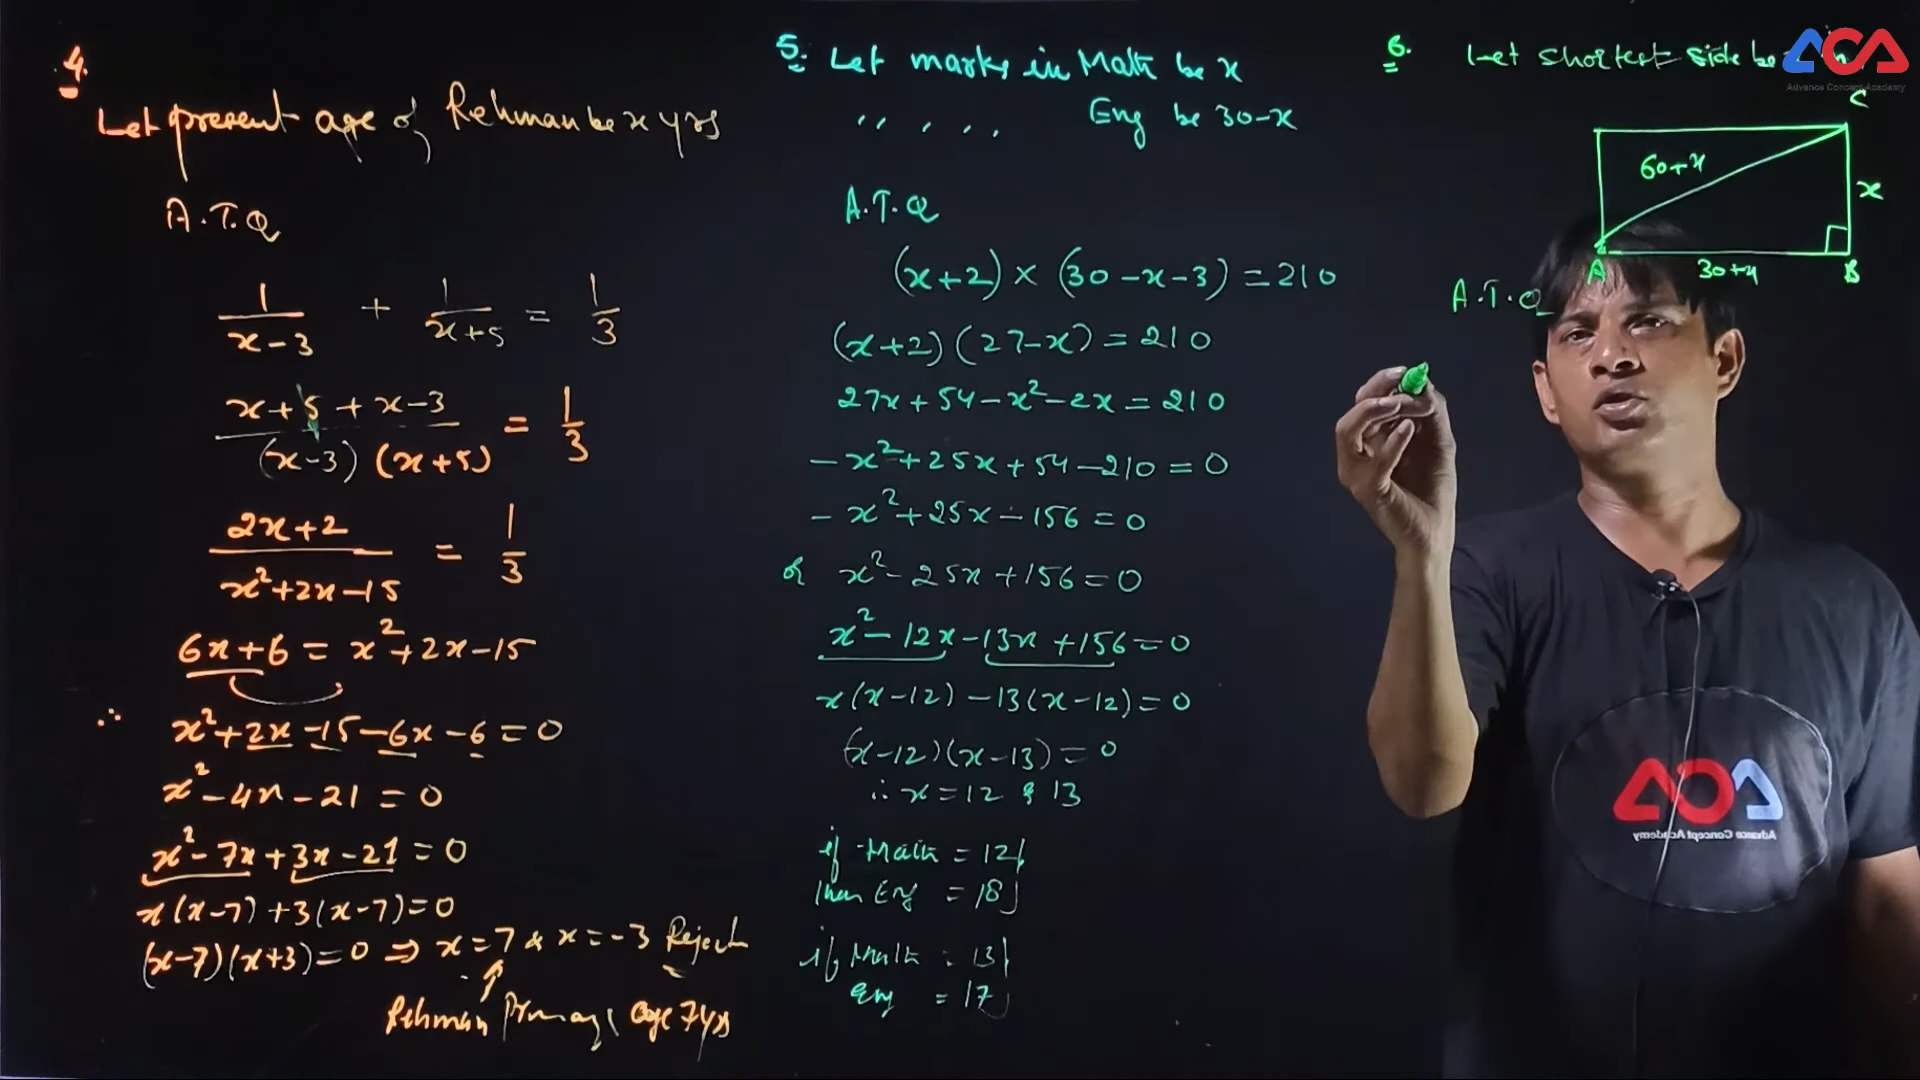 4.
Let present age of Rehman be x yrs
A.T.Q
1/(x-3) + 1/(x+5) = 1/3
(x+5+x-3)/((x-3)(x+5)) = 1/3
(2x+2)/(x²+2x-15) = 1/3
6x+6 = x²+2x-15
∴ x²+2x-15-6x-6=0
x²-4x-21=0
x²-7x+3x-21=0
x(x-7)+3(x-7)=0
(x-7)(x+3)=0 ⇒ x=7 & x=-3 Reject
Rehman age 7yrs
5. Let marks in Math be x
,, , , , Eng be 30-x
A.T.Q
(x+2)×(30-x-3)=210
(x+2)(27-x)=210
27x+54-x²-2x=210
-x²+25x+54-210=0
-x²+25x-156=0
or x²-25x+156=0
x²-12x-13x+156=0
x(x-12)-13(x-12)=0
(x-12)(x-13)=0
∴ x=12 & 13
if Math = 12
then Eng = 18
if Math = 13
Eng = 17
6. Let shortest side be
C
60+x
x
A
30+x
B
A.T.Q
ACA
Advance Concept Academy
ACA
Advance Concept Academy